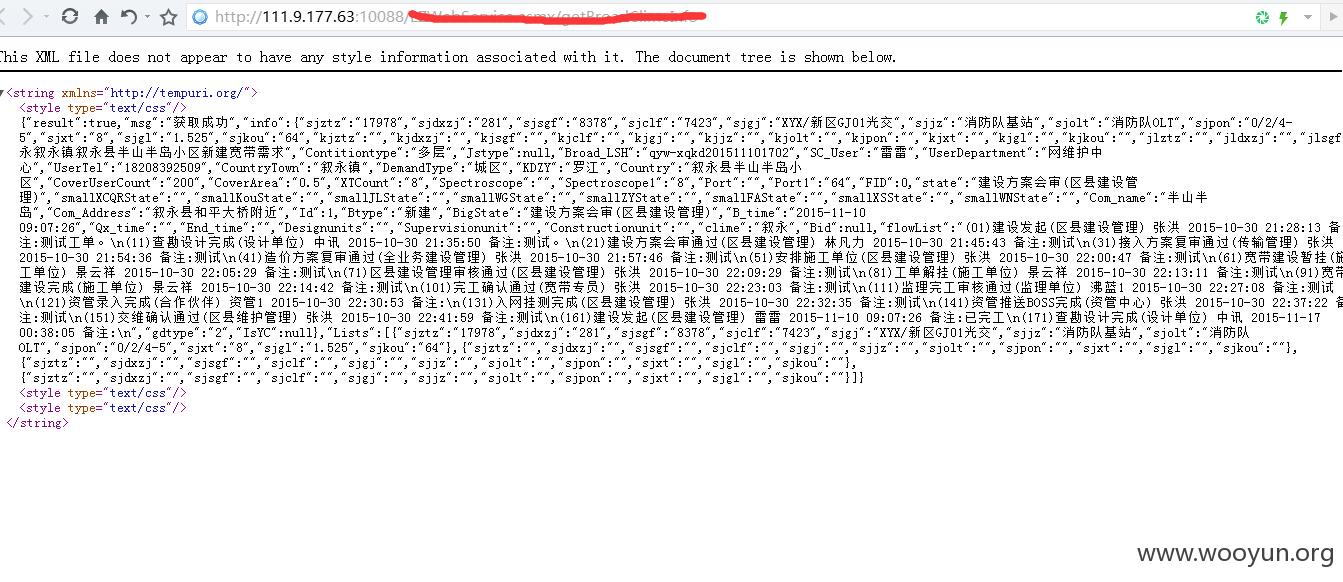 http://111.9.177.63:10088/
This XML file does not appear to have any style information associated with it. The document tree is shown below.
<string xmlns="http://tempuri.org/">
<style type="text/css"/>
{"result":true,"msg":"获取成功","info":{"sjztz":"17978","sjdxzj":"281","sjsgf":"8378","sjclf":"7423","sjgj":"XYX/新区GJ01光交","sjjz":"消防队基站","sjolt":"消防队OLT","sjpon":"0/2/4-
5","sjxt":"8","sjgl":"1.525","sjkou":"64","kjztz":"","kjdxzj":"","kjsgf":"","kjclf":"","kjgj":"","kjjz":"","kjolt":"","kjpon":"","kjxt":"","kjgl":"","kjkou":"","jlztz":"","jldxzj":"","jlsgf
永叙永镇叙永县半山半岛小区新建宽带需求","Contitiontype":"多层","Jstype":null,"Broad_LSH":"qyw-xqkd201511101702","SC_User":"雷雷","UserDepartment":"网维护中
心","UserTel":"18208392509","CountryTown":"叙永镇","DemandType":"城区","KDZY":"罗江","Country":"叙永县半山半岛小
区","CoverUserCount":"200","CoverArea":"0.5","XTCount":"8","Spectroscope":"","Spectroscope1":"8","Port":"","Port1":"64","FID":0,"state":"建设方案会审(区县建设管
理)","smallXCQRState":"","smallKouState":"","smallJLState":"","smallWGState":"","smallZYState":"","smallFAState":"","smallXSState":"","smallWNState":"","Com_name":"半山半
岛","Com_Address":"叙永县和平大桥附近","Id":1,"Btype":"新建","BigState":"建设方案会审(区县建设管理)","B_time":"2015-11-10
09:07:26","Qx_time":"","End_time":"","Designunits":"","Supervisionunit":"","Constructionunit":"","clime":"叙永","Bid":null,"flowList":"(01)建设发起(区县建设管理) 张洪 2015-10-30 21:28:13 备
注:测试工单。\n(11)查勘设计完成(设计单位) 中讯 2015-10-30 21:35:50 备注:测试。\n(21)建设方案会审通过(区县建设管理) 林凡力 2015-10-30 21:45:43 备注:测试\n(31)接入方案复审通过(传输管理) 张洪
2015-10-30 21:54:36 备注:测试\n(41)造价方案复审通过(全业务建设管理) 张洪 2015-10-30 21:57:46 备注:测试\n(51)安排施工单位(区县建设管理) 张洪 2015-10-30 22:00:47 备注:测试\n(61)宽带建设暂挂(施
工单位) 景云祥 2015-10-30 22:05:29 备注:测试\n(71)区县建设管理审核通过(区县建设管理) 张洪 2015-10-30 22:09:29 备注:测试\n(81)工单解挂(施工单位) 景云祥 2015-10-30 22:13:11 备注:测试\n(91)宽带
建设完成(施工单位) 景云祥 2015-10-30 22:14:42 备注:测试\n(101)完工确认通过(宽带专员) 张洪 2015-10-30 22:23:03 备注:测试\n(111)监理完工审核通过(监理单位) 沸蓝1 2015-10-30 22:27:08 备注:测试
\n(121)资管录入完成(合作伙伴) 资管1 2015-10-30 22:30:53 备注:\n(131)入网挂测完成(区县建设管理) 张洪 2015-10-30 22:32:35 备注:测试\n(141)资管推送BOSS完成(资管中心) 张洪 2015-10-30 22:37:22 备
注:测试\n(151)交维确认通过(区县维护管理) 张洪 2015-10-30 22:41:59 备注:测试\n(161)建设发起(区县建设管理) 雷雷 2015-11-10 09:07:26 备注:已完工\n(171)查勘设计完成(设计单位) 中讯 2015-11-17
00:38:05 备注:\n","gdtype":"2","IsYC":null},"Lists":[{"sjztz":"17978","sjdxzj":"281","sjsgf":"8378","sjclf":"7423","sjgj":"XYX/新区GJ01光交","sjjz":"消防队基站","sjolt":"消防队
OLT","sjpon":"0/2/4-5","sjxt":"8","sjgl":"1.525","sjkou":"64"},{"sjztz":"","sjdxzj":"","sjsgf":"","sjclf":"","sjgj":"","sjjz":"","sjolt":"","sjpon":"","sjxt":"","sjgl":"","sjkou":""},
{"sjztz":"","sjdxzj":"","sjsgf":"","sjclf":"","sjgj":"","sjjz":"","sjolt":"","sjpon":"","sjxt":"","sjgl":"","sjkou":""},
{"sjztz":"","sjdxzj":"","sjsgf":"","sjclf":"","sjgj":"","sjjz":"","sjolt":"","sjpon":"","sjxt":"","sjgl":"","sjkou":""}]}
<style type="text/css"/>
<style type="text/css"/>
</string>
www.wooyun.org